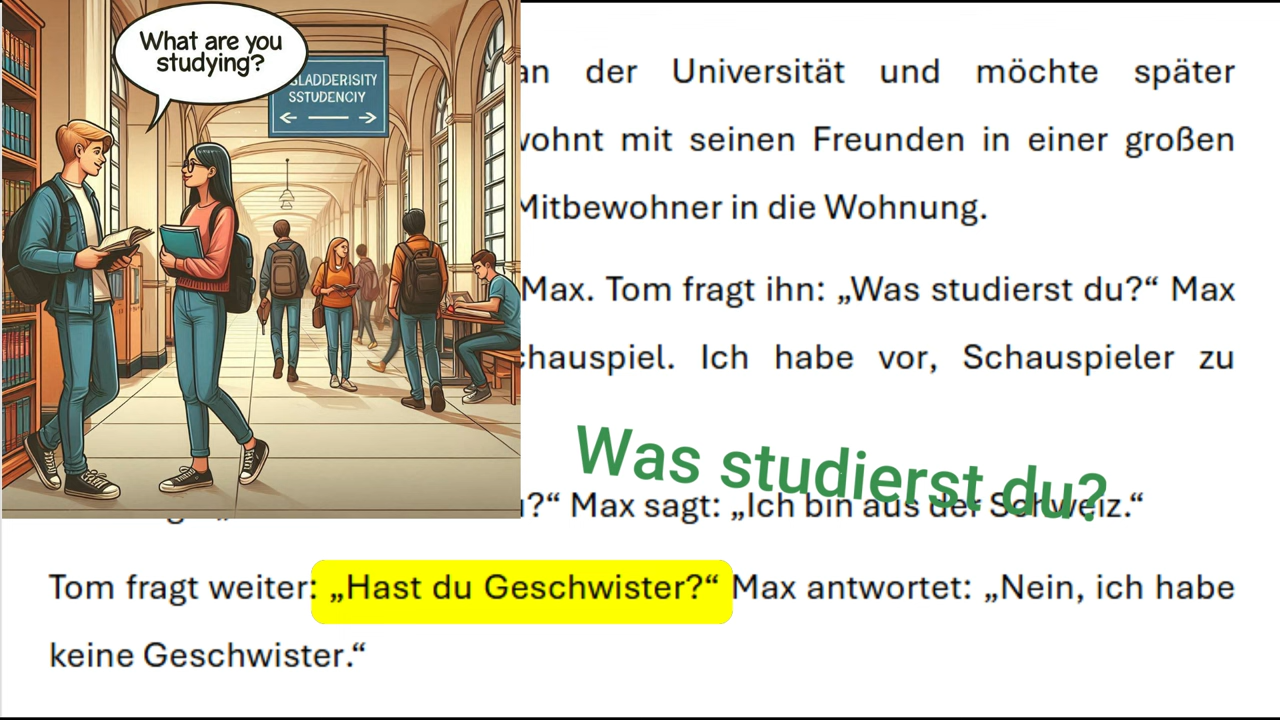 What are you
studying?
SLADDERISITY
SSTUDENCIY
an der Universität und möchte später
wohnt mit seinen Freunden in einer großen
Mitbewohner in die Wohnung.
Max. Tom fragt ihn: „Was studierst du?“ Max
chauspiel. Ich habe vor, Schauspieler zu
Was studierst du?
?“ Max sagt: „Ich bin aus der Schweiz.“
Tom fragt weiter: „Hast du Geschwister?“ Max antwortet: „Nein, ich habe
keine Geschwister.“